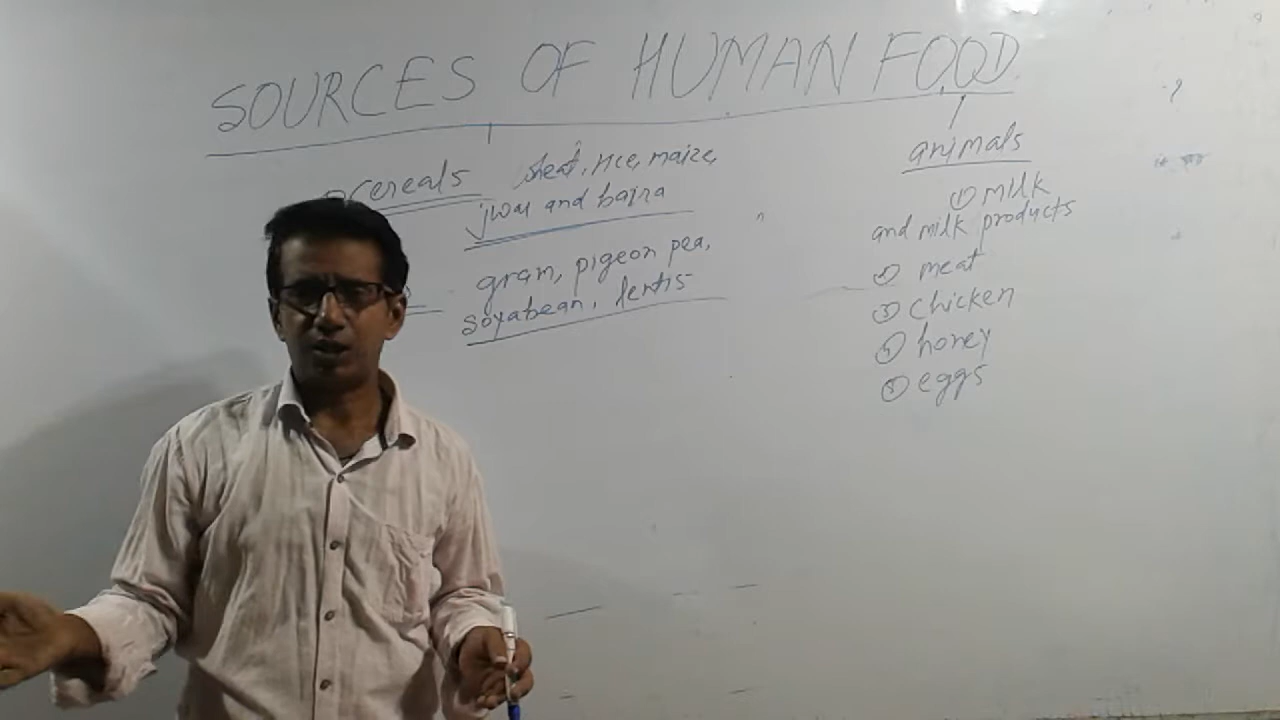 SOURCES OF HUMAN FOOD
cereals
rice, maize,
jwar and bajra
gram, pigeon pea,
soyabean, lentis
animals
① milk
and milk products
② meat
③ chicken
④ honey
⑤ eggs